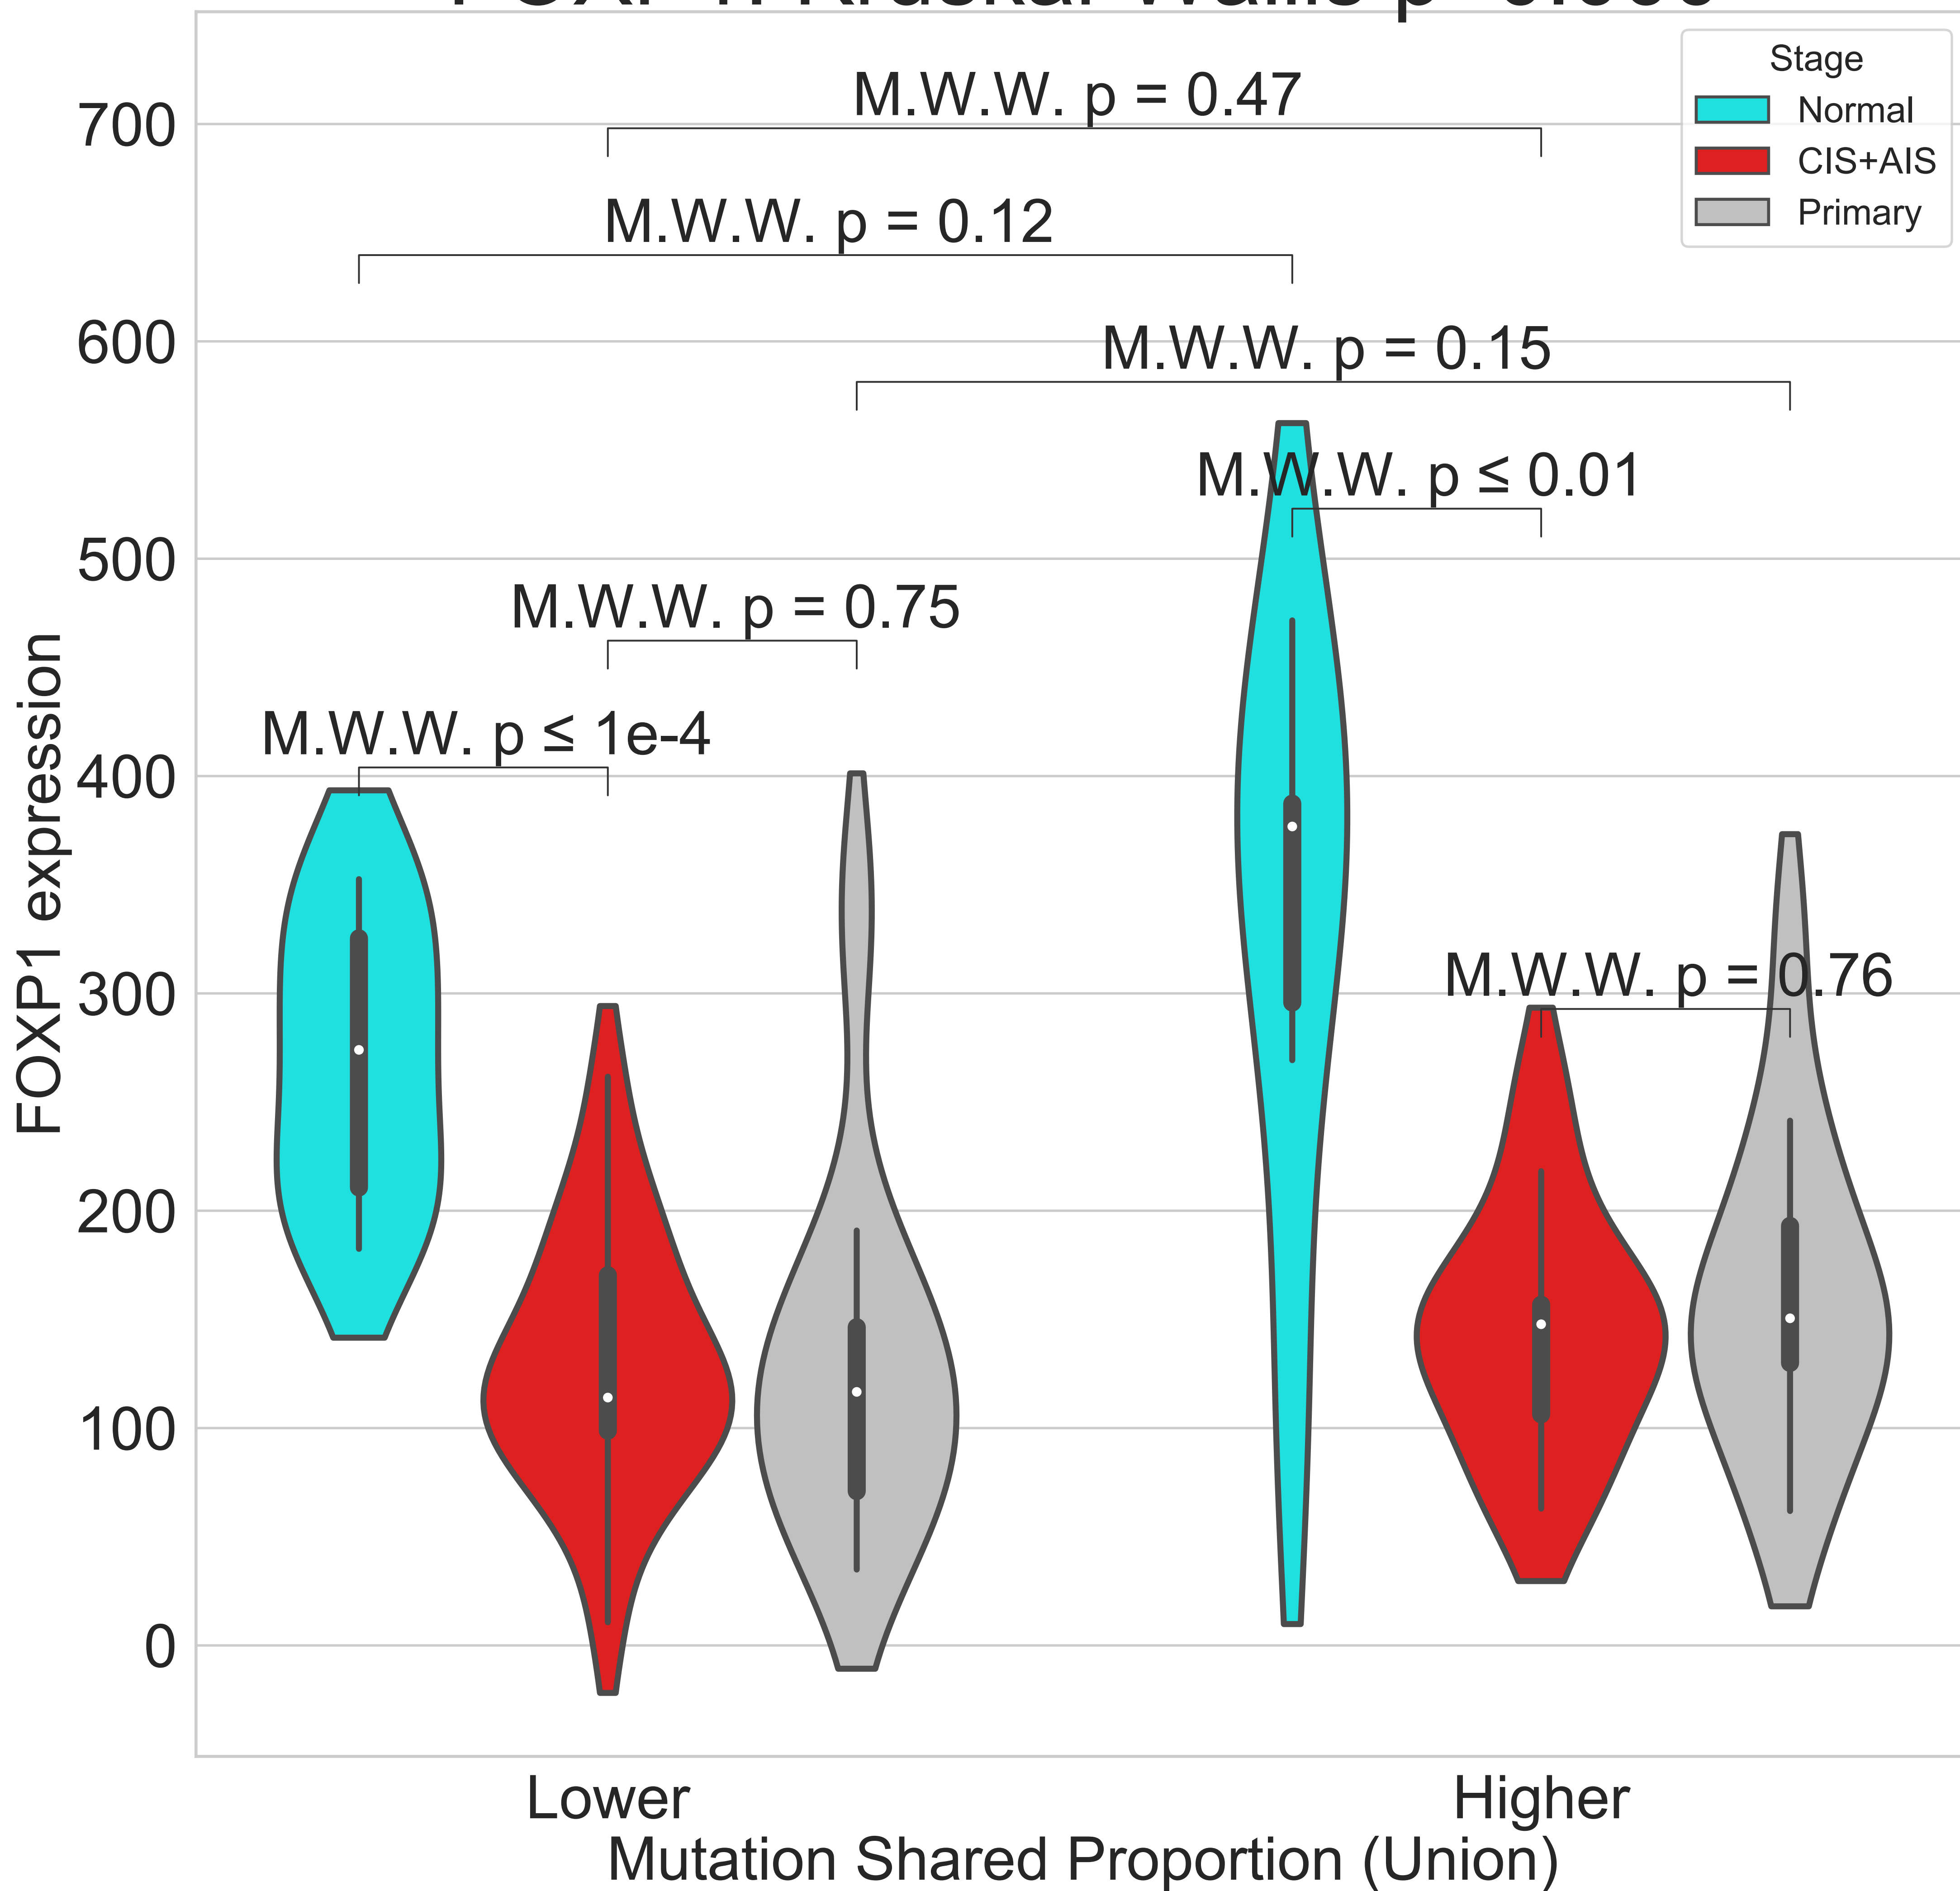 Stage
Normal
CIS+AIS
Primary
M.W.W. p = 0.47
M.W.W. p = 0.12
M.W.W. p = 0.15
M.W.W. p ≤ 0.01
M.W.W. p = 0.75
M.W.W. p ≤ 1e-4
M.W.W. p = 0.76
700
600
500
400
300
200
100
0
FOXP1 expression
Lower
Higher
Mutation Shared Proportion (Union)